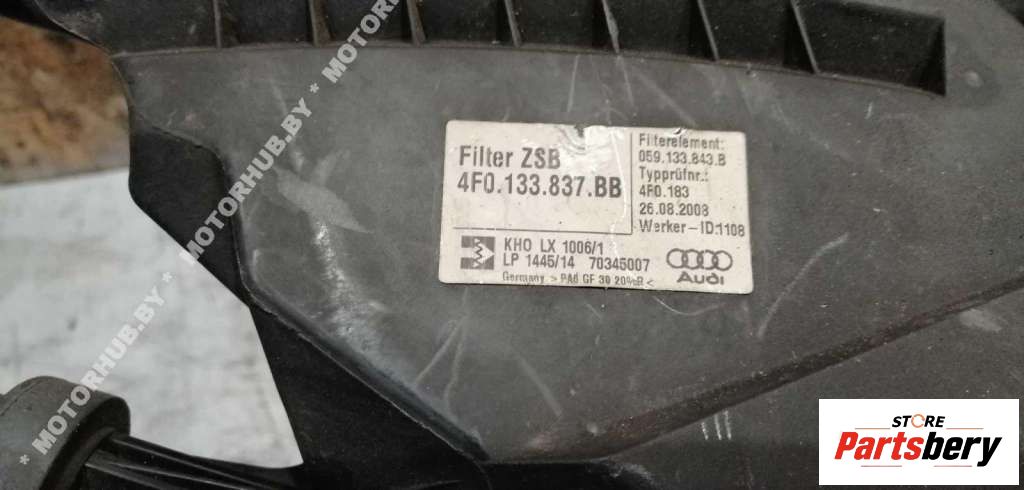 * MOTORHUB.BY * MOTORHUB.BY * MOTORHUB.BY *
Filter ZSB
4F0.133.837.BB
Filterelement:
059.133.843.B
Typprüfnr.:
4F0.183
26.08.2008
Werker-ID:1108
KHO LX 1006/1
LP 1445/14 70345007
Germany > PA6 GF 30 20%R <
Audi
STORE
Partsbery